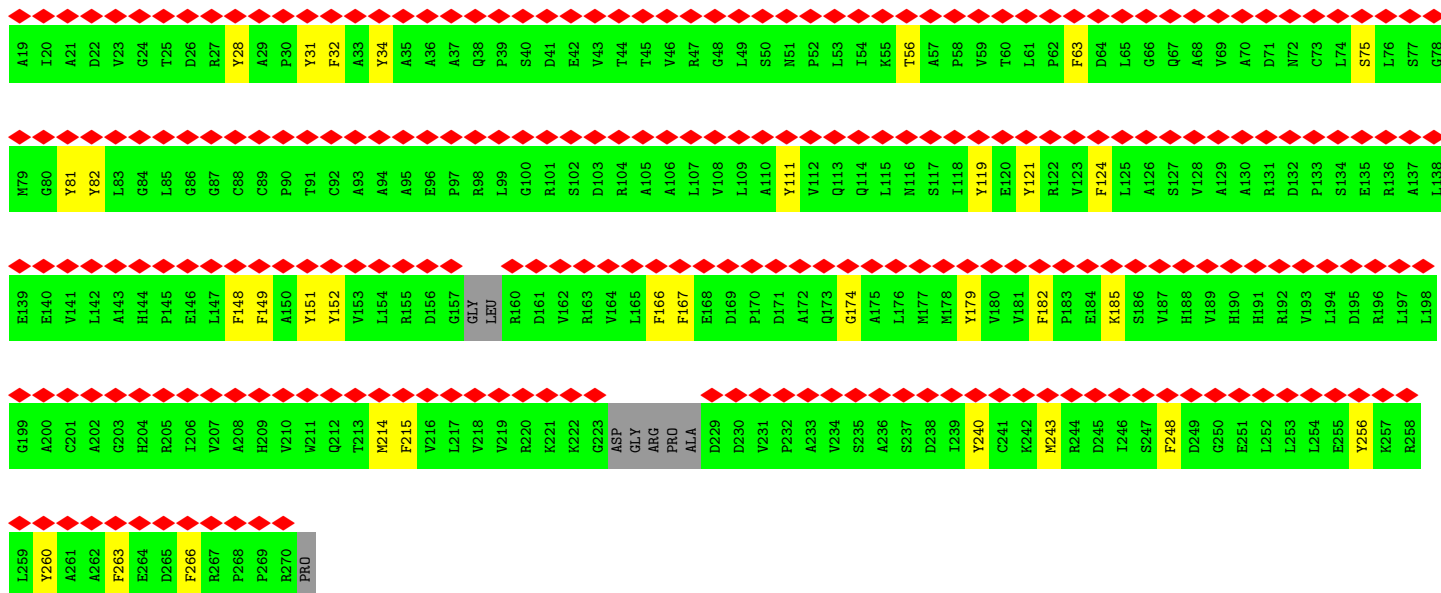 A19 I20 A21 D22 V23 G24 T25 D26 R27 Y28 A29 P30 Y31 F32 A33 Y34 A35 A36 A37 Q38 P39 S40 D41 E42 V43 T44 T45 V46 R47 G48 L49 S50 N51 P52 L53 I54 K55 T56 A57 P58 V59 T60 L61 P62 F63 D64 L65 G66 Q67 A68 V69 A70 D71 N72 C73 L74 S75 L76 S77 G78
M79 G80 Y81 Y82 L83 G84 L85 G86 G87 C88 G89 P90 T91 C92 A93 A94 A95 E96 P97 R98 L99 G100 R101 S102 D103 R104 A105 A106 L107 V108 L109 A110 Y111 V112 Q113 Q114 L115 N116 S117 I118 Y119 E120 Y121 R122 V123 F124 L125 A126 S127 V128 A129 A130 R131 D132 P133 S134 E135 R136 A137 L138
E139 E140 V141 L142 A143 H144 P145 E146 L147 F148 F149 A150 Y151 Y152 V153 L154 R155 D156 G157 GLY LEU R160 D161 V162 R163 V164 L165 F166 F167 E168 D169 P170 D171 A172 Q173 G174 A175 L176 M177 M178 Y179 V180 V181 F182 P183 E184 K185 S186 V187 H188 V189 H190 H191 R192 V193 L194 D195 R196 L197 L198
G199 A200 C201 A202 G203 H204 R205 I206 V207 A208 H209 V210 W211 Q212 T213 M214 F215 V216 L217 V218 V219 R220 K221 K222 G223 ASP GLY ARG PRO ALA D229 D230 V231 P232 A233 V234 S235 A236 S237 D238 I239 Y240 C241 K242 M243 R244 D245 I246 S247 F248 D249 G250 E251 L252 L253 L254 E255 Y256 K257 R258
L259 Y260 A261 A262 F263 E264 D265 F266 R267 P268 P269 R270 PRO